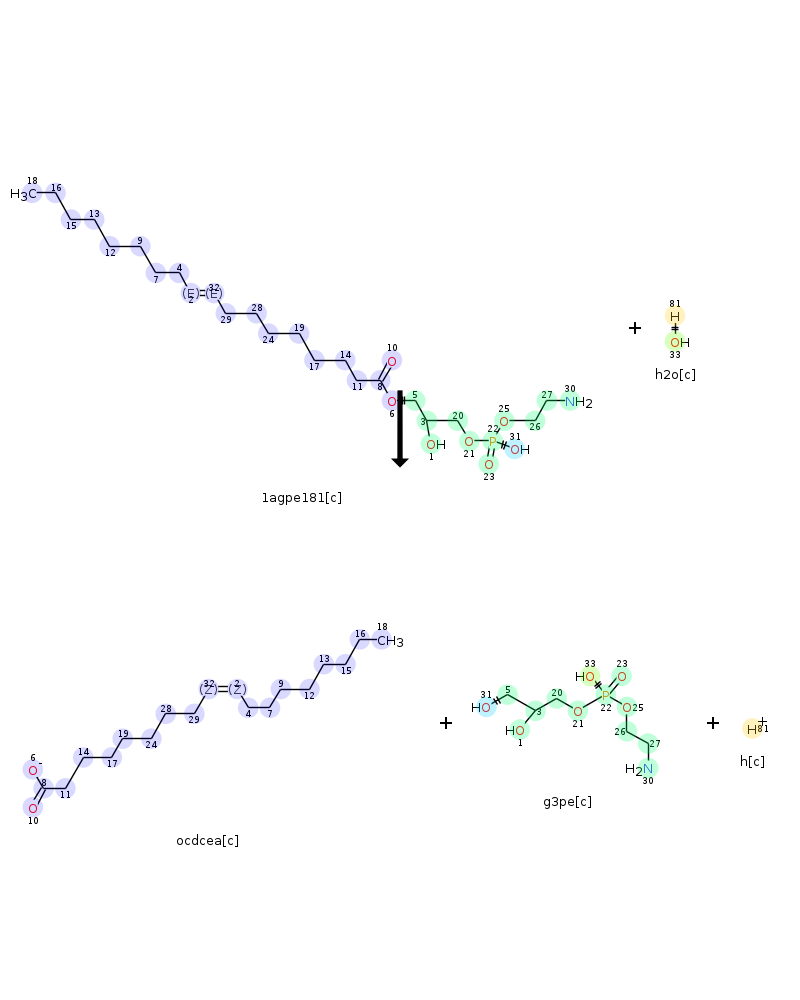 18
16
H3C
13
15
9
12
4
7
32
(E)=(E)
2
28
29
19
24
14
10
17
O
11
8
5
27
30
O
NH2
6
20
25
26
3
O
22
31
OH
O
P
OH
1
21
O
23
1agpe181[c]
+
81
H
OH
33
h2o[c]
18
16
CH3
13
15
9
12
32
2
(Z)=(Z)
28
4
7
29
19
24
14
17
6
O-
8
11
O
10
ocdcea[c]
+
33
23
HO
O
31
5
20
P
HO
3
O
22
O
25
21
HO
26
1
27
H2N
30
g3pe[c]
+
H+
81
h[c]